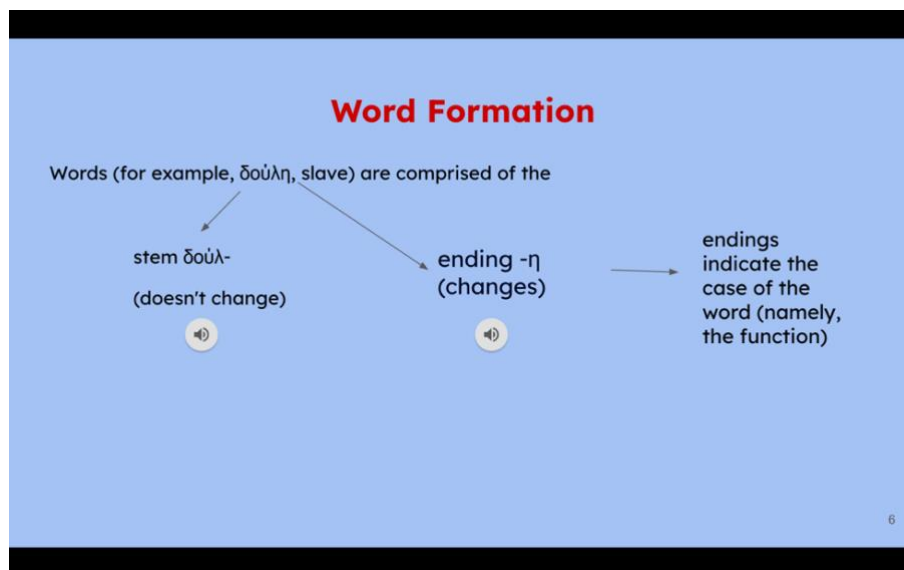 Word Formation
Words (for example, δούλη, slave) are comprised of the
stem δούλ-
(doesn't change)
ending -η
(changes)
endings
indicate the
case of the
word (namely,
the function)
6